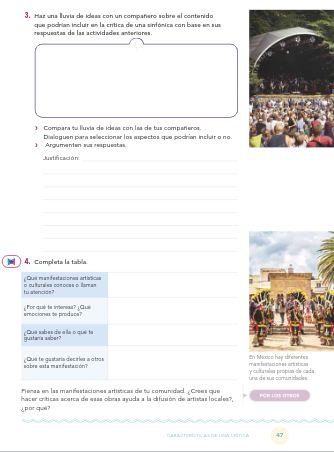 3. Haz una lluvia de ideas con un compañero sobre el contenido
que podrían incluir en la crítica de una sinfónica con base en sus
respuestas de las actividades anteriores.
Compara tu lluvia de ideas con las de tus compañeros.
Dialoguen para seleccionar los aspectos que podrían incluir o no.
Argumenten sus respuestas.
Justificación:
4. Completa la tabla.
¿Qué manifestaciones artísticas
o culturales conoces o llaman
tu atención?
¿Por qué te interesa? ¿Qué
emociones te produce?
¿Qué sabes de ella o qué te
gustaría saber?
¿Qué te gustaría decirles a otros
sobre esta manifestación?
En México hay diferentes
manifestaciones artísticas
y culturales propias de cada
una de sus comunidades.
POR LOS OTROS
Piensa en las manifestaciones artísticas de tu comunidad. ¿Crees que
hacer críticas acerca de esas obras ayuda a la difusión de artistas locales?,
¿por qué?
CARACTERÍSTICAS DE UNA CRÍTICA 47